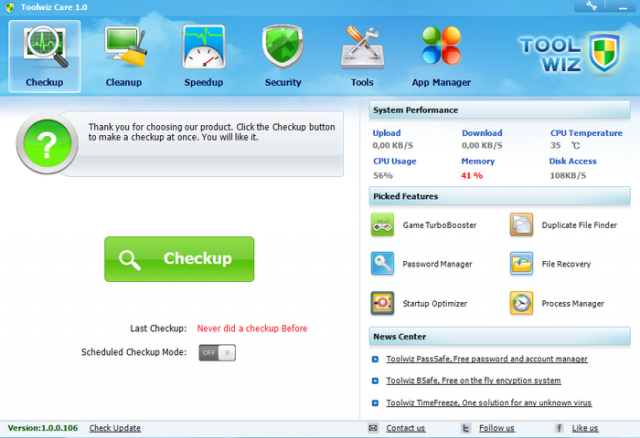 Toolwiz Care 1.0
Checkup
Cleanup
Speedup
Security
Tools
App Manager
TOOL
WIZ
Thank you for choosing our product. Click the Checkup button
to make a checkup at once. You will like it.
Checkup
Last Checkup: Never did a checkup Before
Scheduled Checkup Mode: OFF
System Performance
Upload Download CPU Temperature
0,00 KB/S 0,00 KB/S 35 ℃
CPU Usage Memory Disk Access
56% 41 % 108KB/S
Picked Features
Game TurboBooster Duplicate File Finder
Password Manager File Recovery
Startup Optimizer Process Manager
News Center
Toolwiz PassSafe,Free password and account manager
Toolwiz BSafe, Free on the fly encyption system
Toolwiz TimeFreeze, One solution for any unknown virus
Version:1.0.0.106 Check Update Contact us Follow us Like us